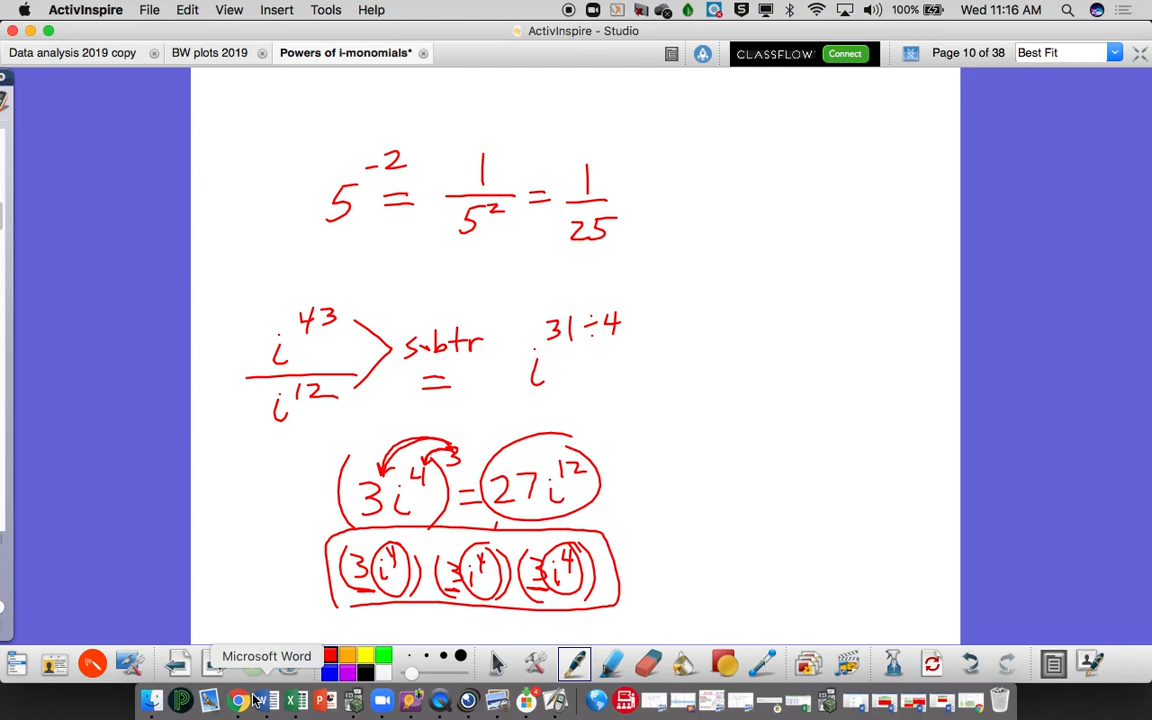 ActivInspire File Edit View Insert Tools Help 100% Wed 11:16 AM
ActivInspire - Studio
Data analysis 2019 copy BW plots 2019 Powers of i-monomials* CLASSFLOW Connect Page 10 of 38 Best Fit
5^-2 = 1/5^2 = 1/25
i^43/i^12 subtr = i^31÷4
(3i^4)^3 = 27i^12
(3i^4)(3i^4)(3i^4)
Microsoft Word